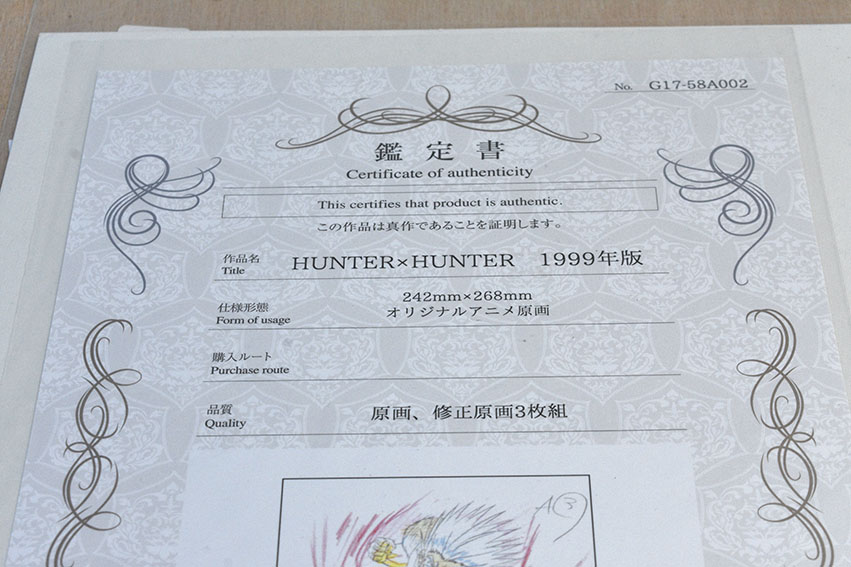 No. G17-58A002
鑑定書
Certificate of authenticity
This certifies that product is authentic.
この作品は真作であることを証明します。
作品名
Title
HUNTER×HUNTER 1999年版
仕様形態
Form of usage
242mm×268mm
オリジナルアニメ原画
購入ルート
Purchase route
品質
Quality
原画、修正原画3枚組
A③